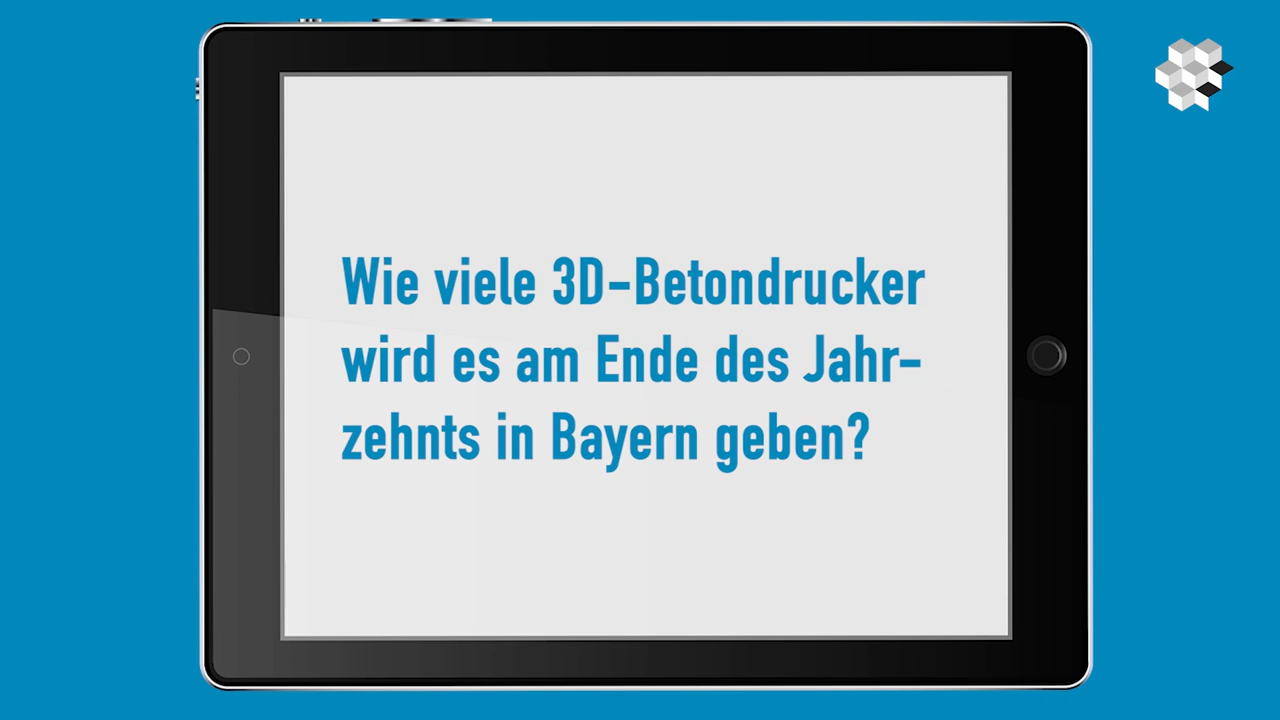 Wie viele 3D-Betondrucker
wird es am Ende des Jahr-
zehnts in Bayern geben?